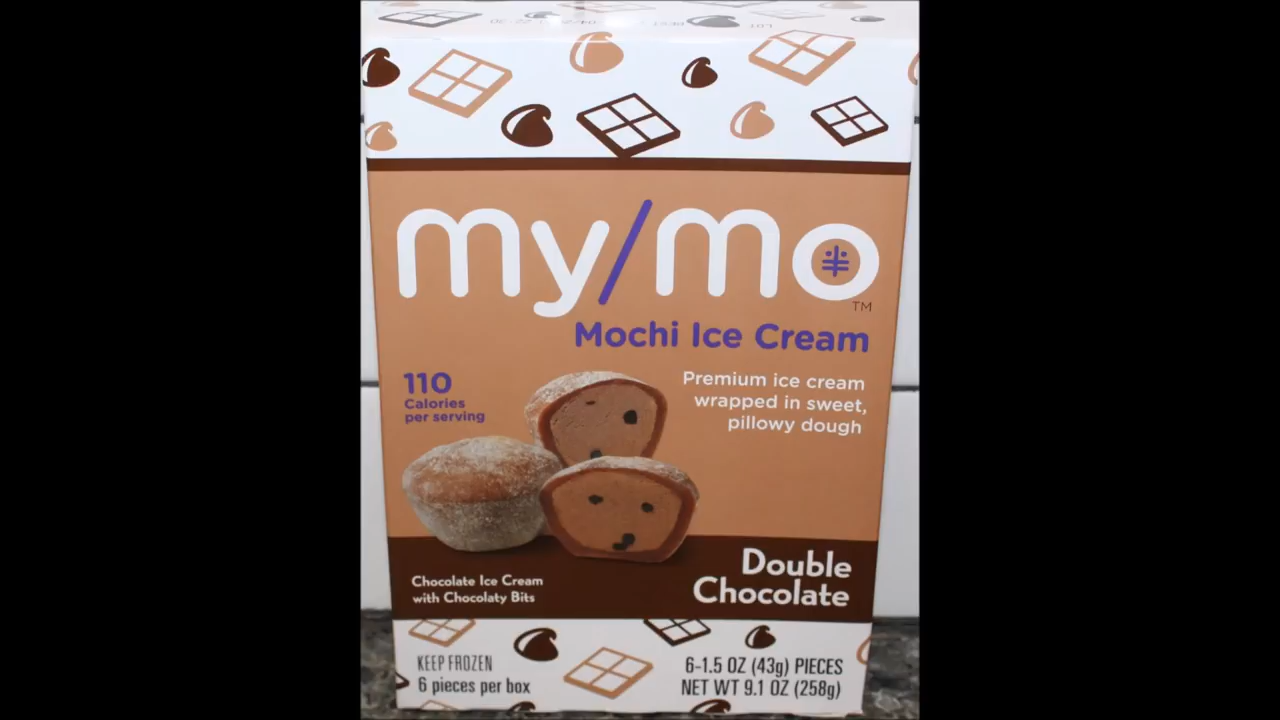 my/mo
TM
Mochi Ice Cream
110
Calories
per serving
Premium ice cream
wrapped in sweet,
pillowy dough
Double
Chocolate
Chocolate Ice Cream
with Chocolaty Bits
KEEP FROZEN
6 pieces per box
6-1.5 OZ (43g) PIECES
NET WT 9.1 OZ (258g)